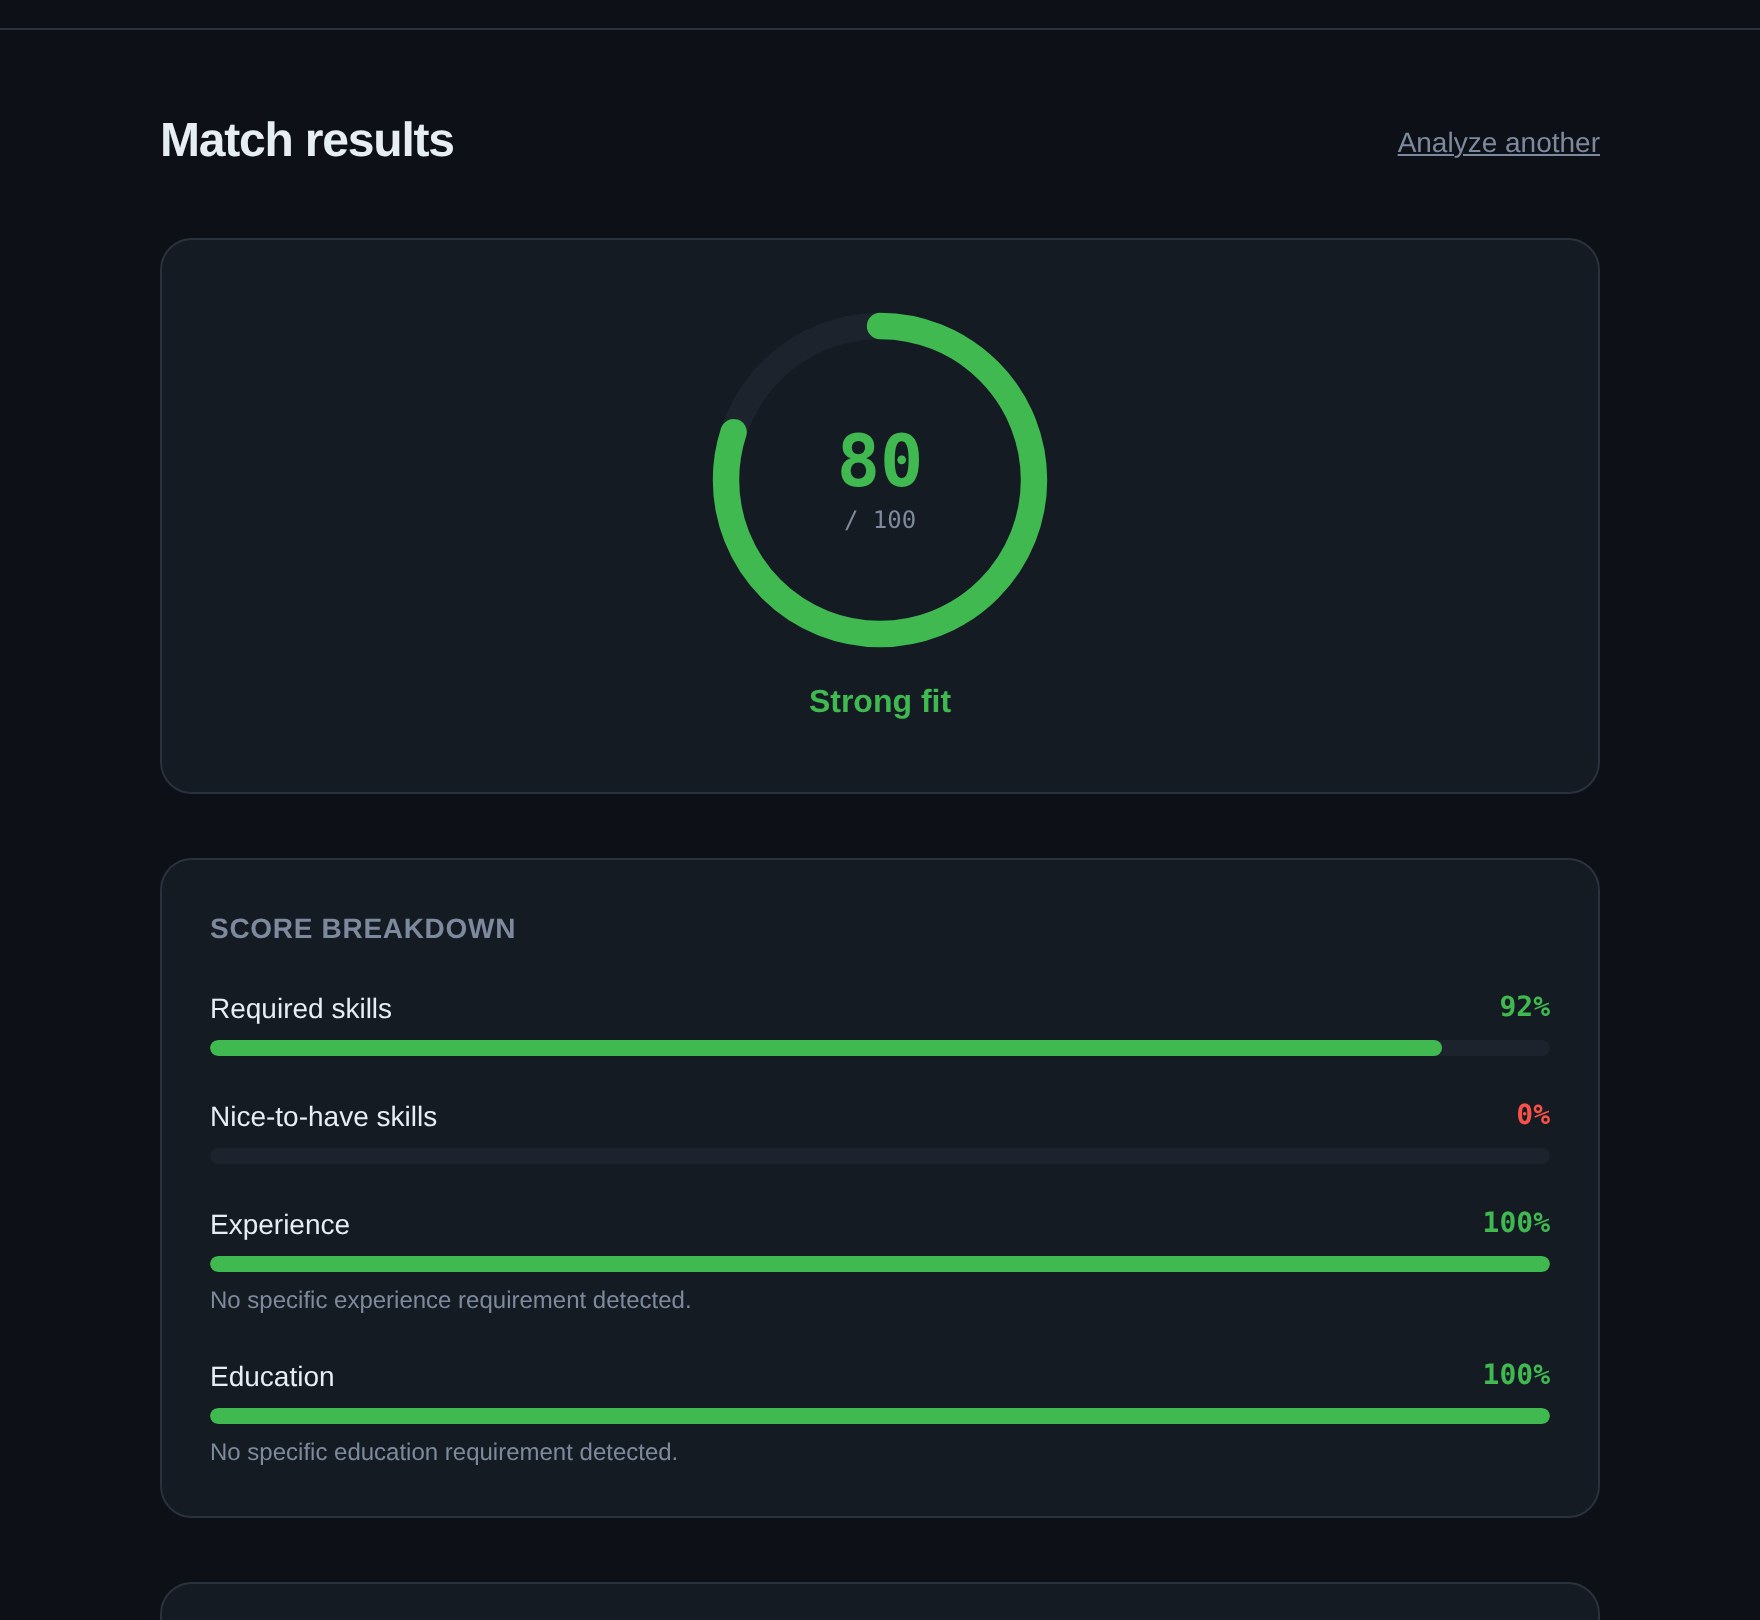 Match results
Analyze another
80
/ 100
Strong fit
SCORE BREAKDOWN
Required skills
92%
Nice-to-have skills
0%
Experience
100%
No specific experience requirement detected.
Education
100%
No specific education requirement detected.